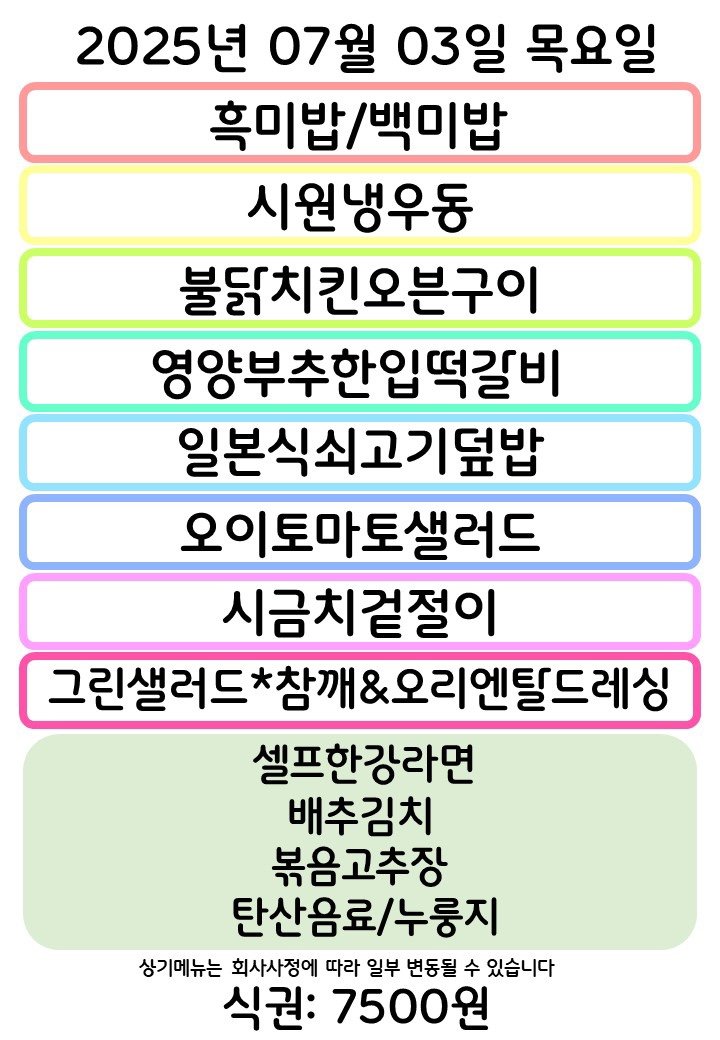 2025년 07월 03일 목요일
흑미밥/백미밥
시원냉우동
불닭치킨오븐구이
영양부추한입떡갈비
일본식쇠고기덮밥
오이토마토샐러드
시금치겉절이
그린샐러드*참깨&오리엔탈드레싱
셀프한강라면
배추김치
볶음고추장
탄산음료/누룽지
상기메뉴는 회사사정에 따라 일부 변동될 수 있습니다
식권: 7500원